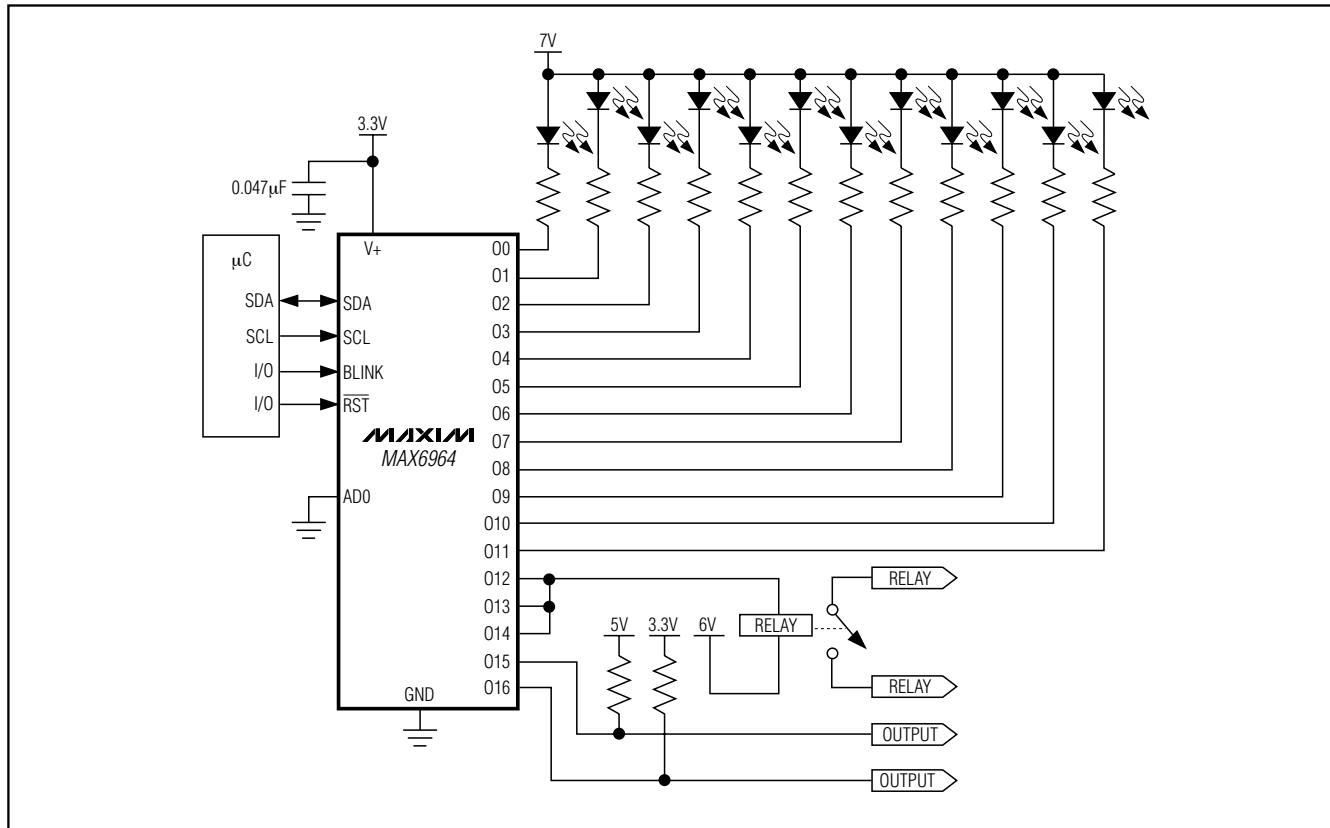 7V
3.3V
0.047μF
μC
SDA
SCL
I/O
I/O
V+
SDA
SCL
BLINK
RST
AD0
GND
MAXIM
MAX6964
O0
O1
O2
O3
O4
O5
O6
O7
O8
O9
O10
O11
O12
O13
O14
O15
O16
5V
3.3V
6V
RELAY
RELAY
RELAY
OUTPUT
OUTPUT